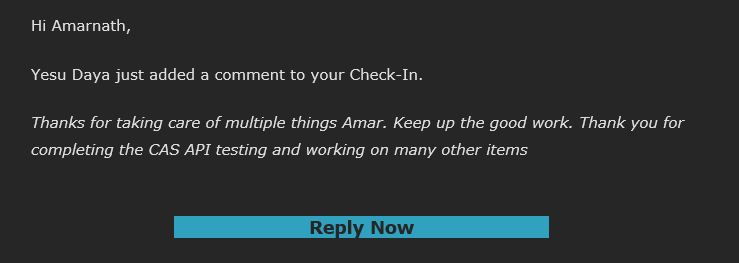 Hi Amarnath,
Yesu Daya just added a comment to your Check-In.
Thanks for taking care of multiple things Amar. Keep up the good work. Thank you for
completing the CAS API testing and working on many other items
Reply Now